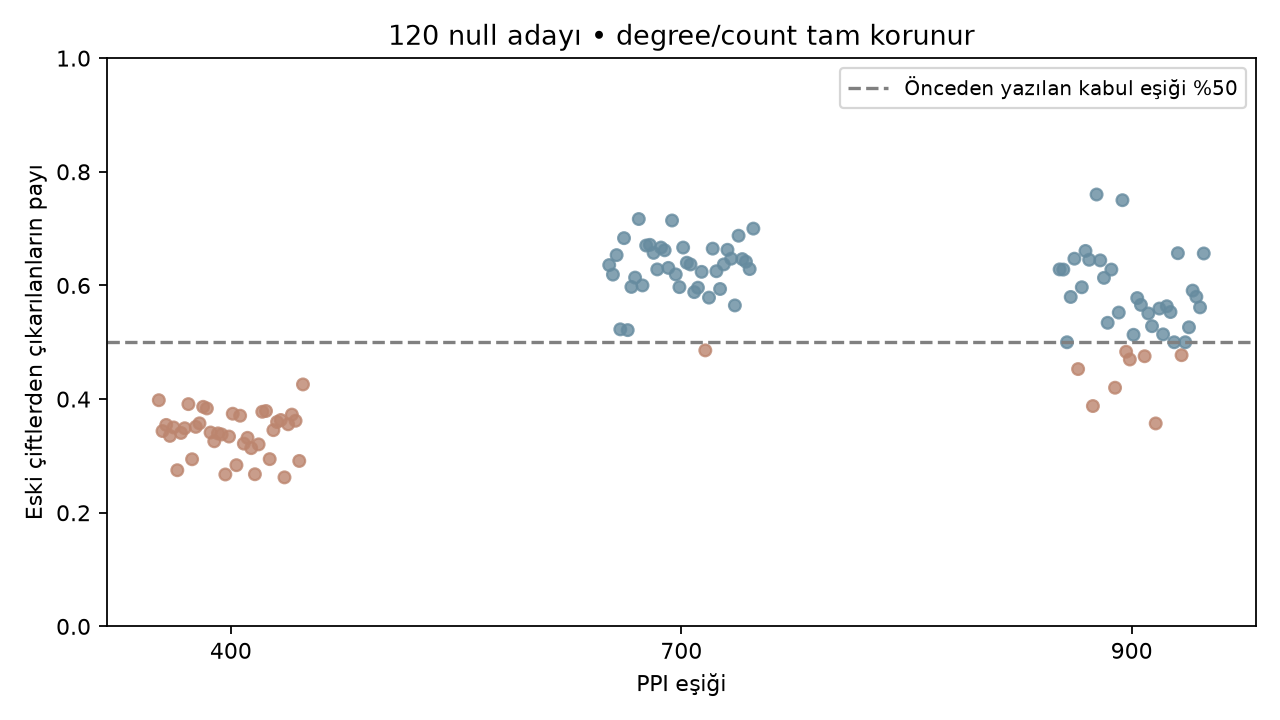 120 null adayı • degree/count tam korunur
Önceden yazılan kabul eşiği %50
Eski çiftlerden çıkarılanların payı
1.0
0.8
0.6
0.4
0.2
0.0
400
700
900
PPI eşiği